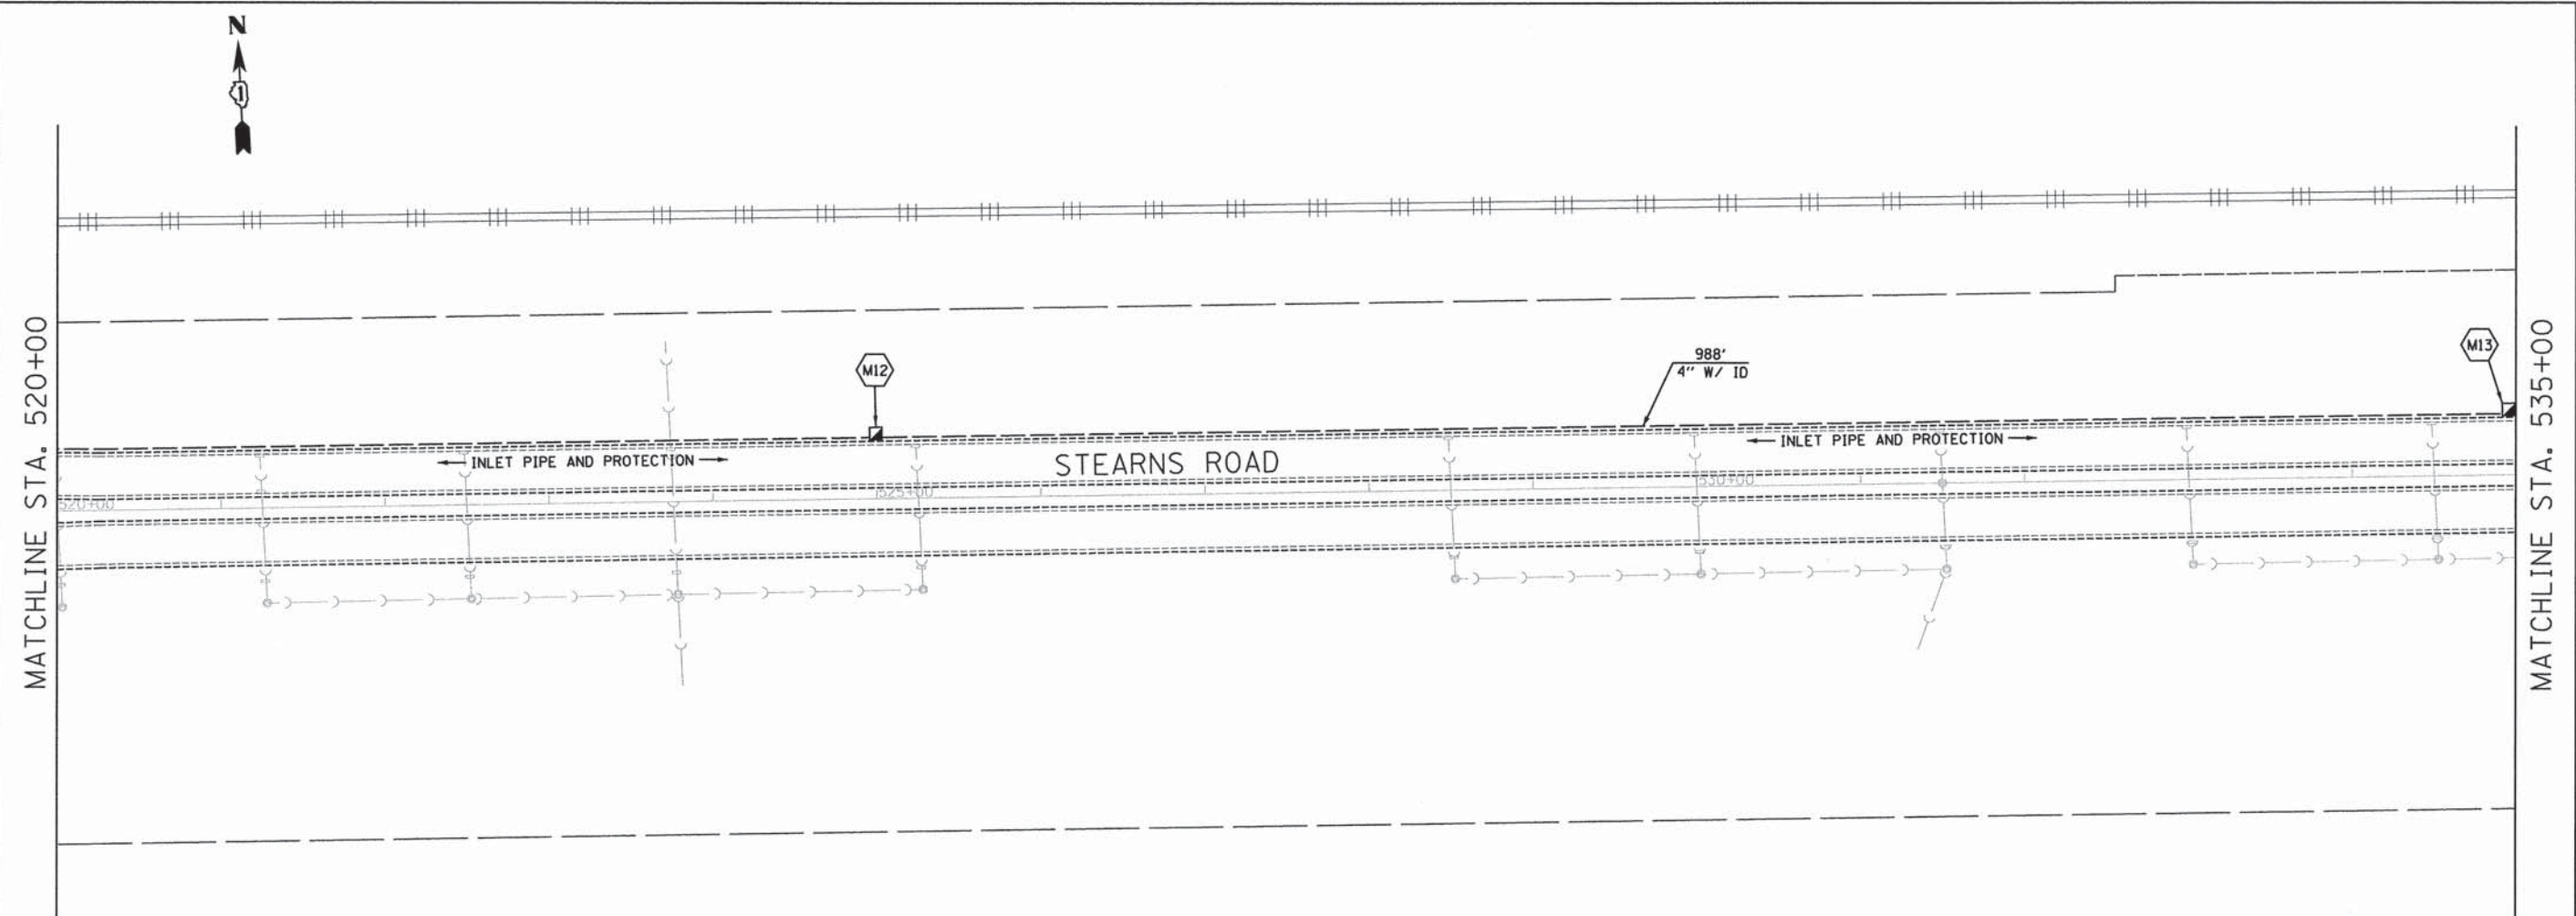 N
1
MATCHLINE STA. 520+00
M12
988'
4" W/ ID
M13
MATCHLINE STA. 535+00
INLET PIPE AND PROTECTION
STEARNS ROAD
INLET PIPE AND PROTECTION
520+00
525+00
530+00